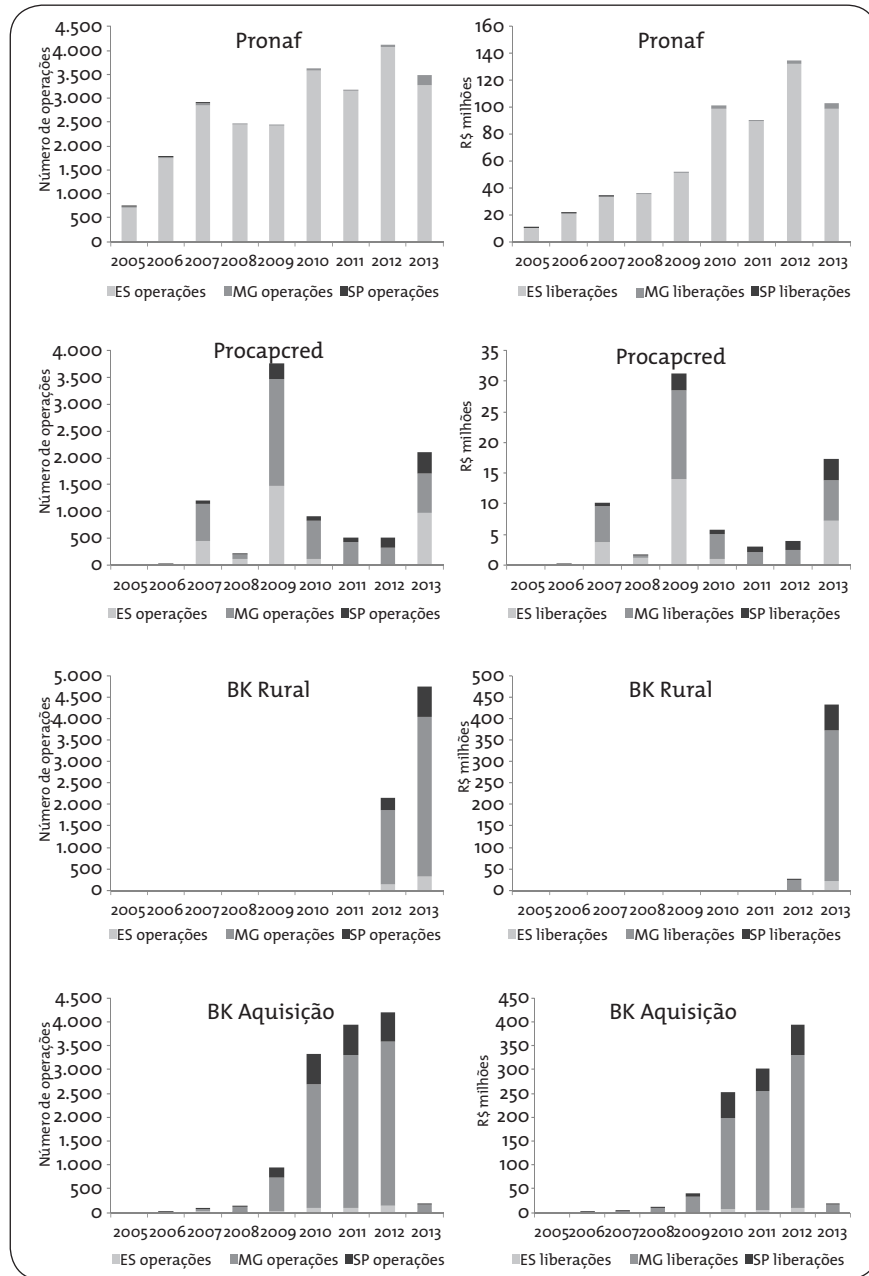 Pronaf
Número de operações
4.500
4.000
3.500
3.000
2.500
2.000
1.500
1.000
500
0
2005 2006 2007 2008 2009 2010 2011 2012 2013
ES operações MG operações SP operações
Pronaf
R$ milhões
160
140
120
100
80
60
40
20
0
2005 2006 2007 2008 2009 2010 2011 2012 2013
ES liberações MG liberações SP liberações
Procapcred
Número de operações
4.000
3.500
3.000
2.500
2.000
1.500
1.000
500
0
2005 2006 2007 2008 2009 2010 2011 2012 2013
ES operações MG operações SP operações
Procapcred
R$ milhões
35
30
25
20
15
10
5
0
2005 2006 2007 2008 2009 2010 2011 2012 2013
ES liberações MG liberações SP liberações
BK Rural
Número de operações
5.000
4.500
4.000
3.500
3.000
2.500
2.000
1.500
1.000
500
0
2005 2006 2007 2008 2009 2010 2011 2012 2013
ES operações MG operações SP operações
BK Rural
R$ milhões
500
450
400
350
300
250
200
150
100
50
0
2005 2006 2007 2008 2009 2010 2011 2012 2013
ES liberações MG liberações SP liberações
BK Aquisição
Número de operações
4.500
4.000
3.500
3.000
2.500
2.000
1.500
1.000
500
0
2005 2006 2007 2008 2009 2010 2011 2012 2013
ES operações MG operações SP operações
BK Aquisição
R$ milhões
450
400
350
300
250
200
150
100
50
0
2005 2006 2007 2008 2009 2010 2011 2012 2013
ES liberações MG liberações SP liberações